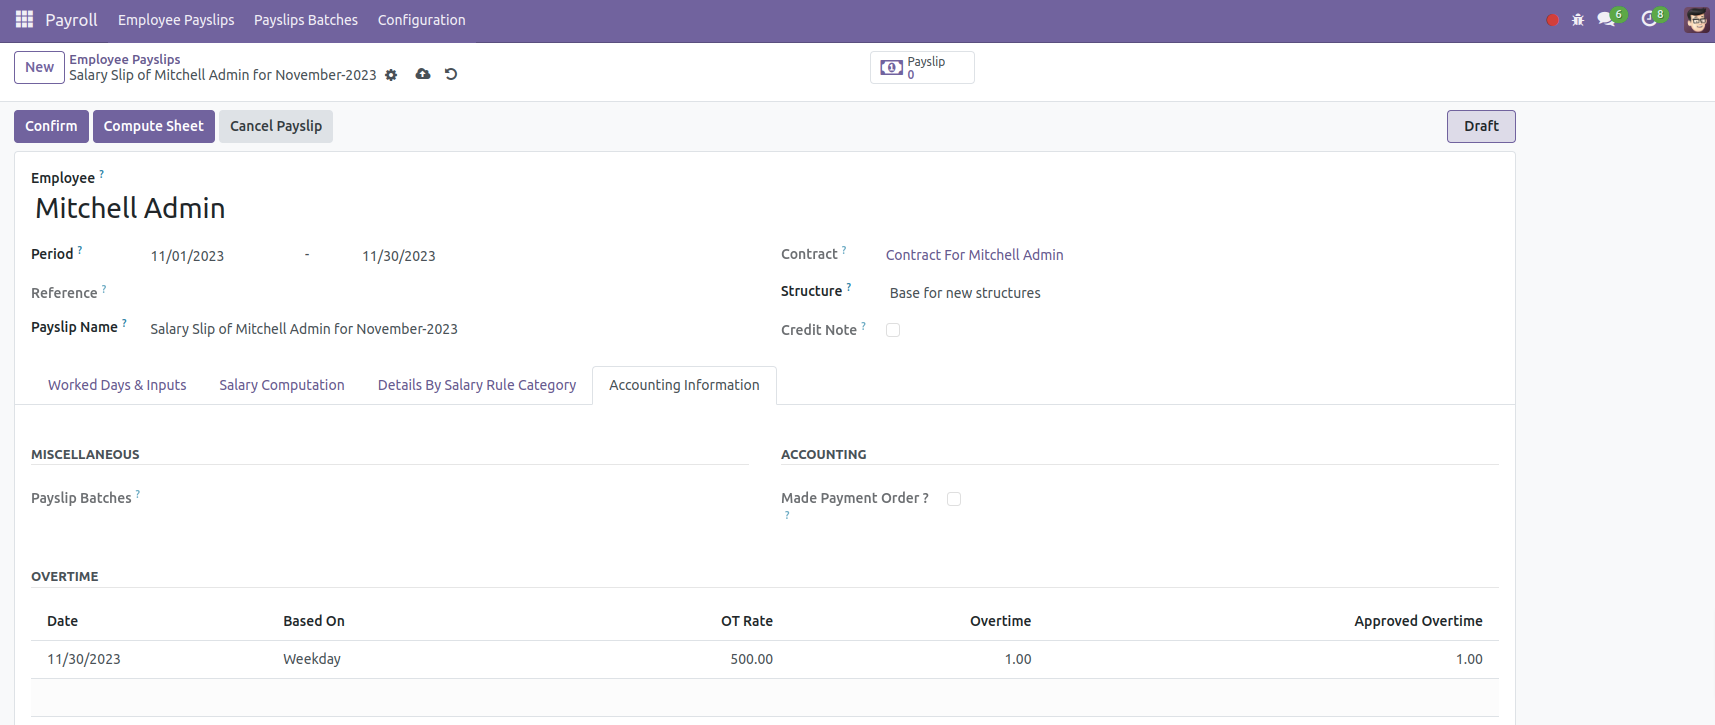 Payroll Employee Payslips Payslips Batches Configuration 6 8
New Employee Payslips
Salary Slip of Mitchell Admin for November-2023
Payslip
0
Confirm Compute Sheet Cancel Payslip Draft
Employee ?
Mitchell Admin
Period ? 11/01/2023 - 11/30/2023 Contract ? Contract For Mitchell Admin
Reference ? Structure ? Base for new structures
Payslip Name ? Salary Slip of Mitchell Admin for November-2023 Credit Note ?
Worked Days & Inputs Salary Computation Details By Salary Rule Category Accounting Information
MISCELLANEOUS ACCOUNTING
Payslip Batches ? Made Payment Order ?
?
OVERTIME
Date Based On OT Rate Overtime Approved Overtime
11/30/2023 Weekday 500.00 1.00 1.00